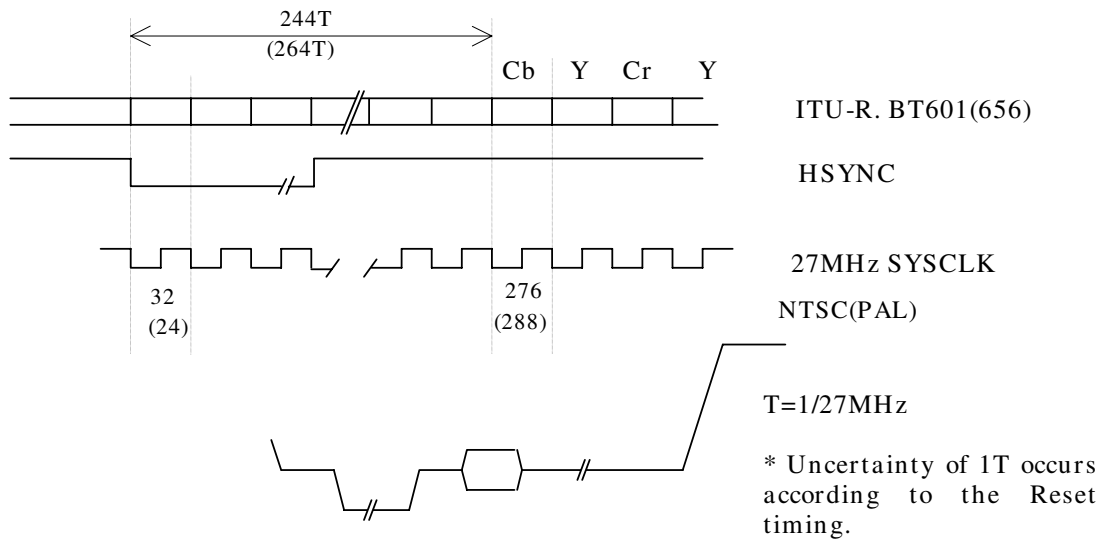 244T
(264T)
Cb Y Cr Y
ITU-R. BT601(656)
HSYNC
27MHz SYSCLK
32
(24)
276
(288)
NTSC(PAL)
T=1/27MHz
* Uncertainty of 1T occurs
according to the Reset
timing.